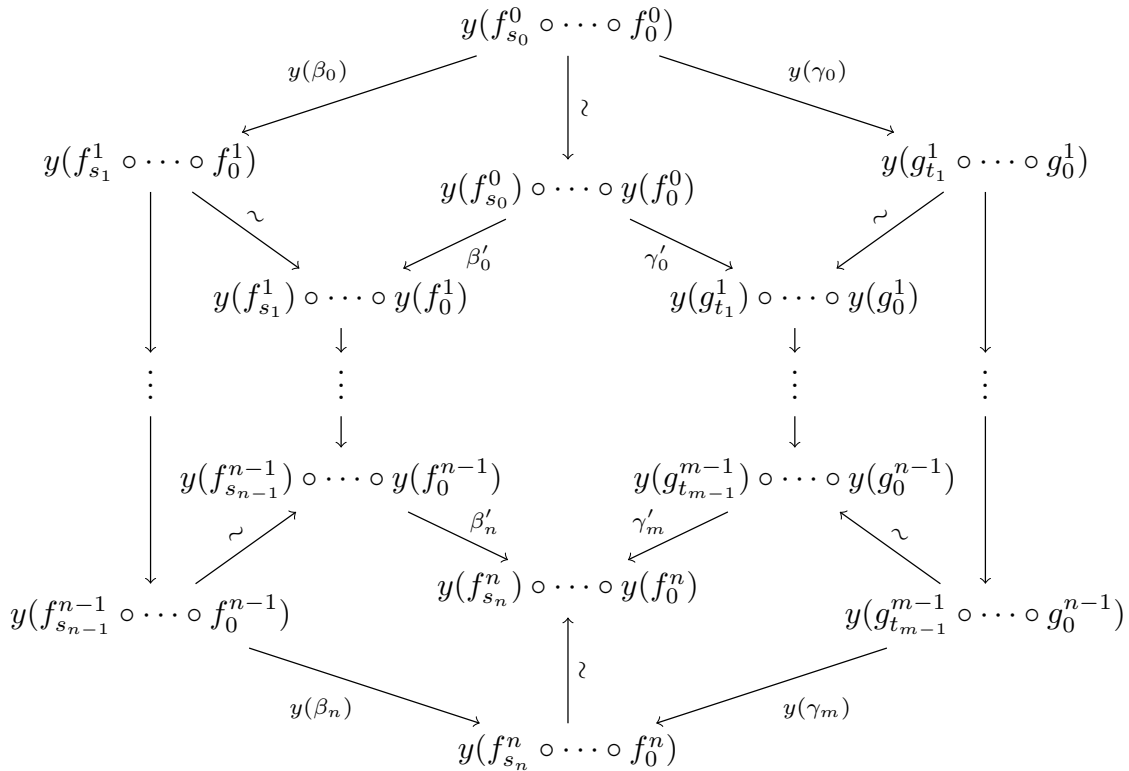 y(f^0_{s_0} ∘ ⋯ ∘ f^0_0)
y(β_0) y(γ_0)
∼
y(f^1_{s_1} ∘ ⋯ ∘ f^1_0) y(g^1_{t_1} ∘ ⋯ ∘ g^1_0)
y(f^0_{s_0}) ∘ ⋯ ∘ y(f^0_0)
∼ ∼
β'_0 γ'_0
y(f^1_{s_1}) ∘ ⋯ ∘ y(f^1_0) y(g^1_{t_1}) ∘ ⋯ ∘ y(g^1_0)
⋮ ⋮ ⋮ ⋮
y(f^{n-1}_{s_{n-1}}) ∘ ⋯ ∘ y(f^{n-1}_0) y(g^{m-1}_{t_{m-1}}) ∘ ⋯ ∘ y(g^{n-1}_0)
∼ β'_n γ'_m ∼
y(f^n_{s_n}) ∘ ⋯ ∘ y(f^n_0)
y(f^{n-1}_{s_{n-1}} ∘ ⋯ ∘ f^{n-1}_0) y(g^{m-1}_{t_{m-1}} ∘ ⋯ ∘ g^{n-1}_0)
∼
y(β_n) y(γ_m)
y(f^n_{s_n} ∘ ⋯ ∘ f^n_0)